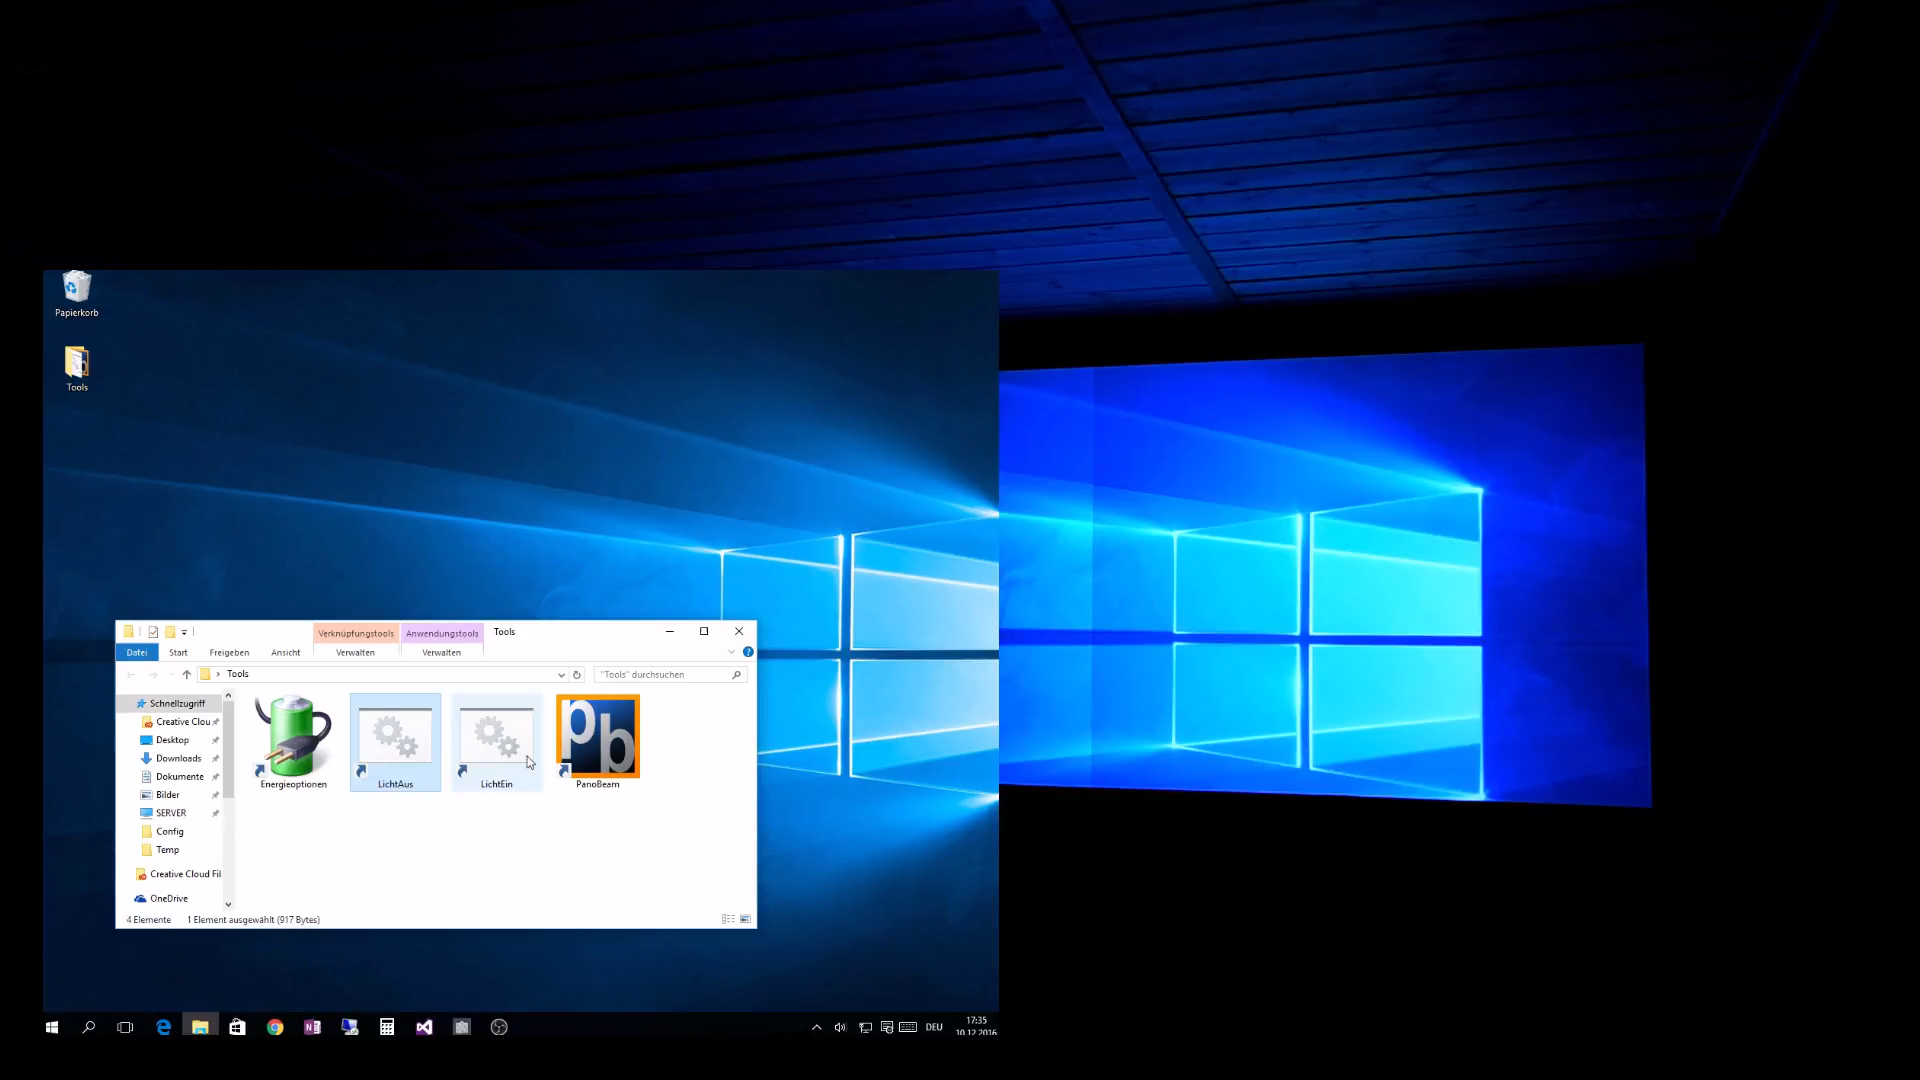 Papierkorb
Tools
Verknüpfungstools
Anwendungstools
Tools
Datei
Start
Freigeben
Ansicht
Verwalten
Verwalten
Tools
"Tools" durchsuchen
Schnellzugriff
Creative Clou
Desktop
Downloads
Dokumente
Bilder
SERVER
Config
Temp
Creative Cloud Fil
OneDrive
Energieoptionen
LichtAus
LichtEin
pb
PanoBeam
4 Elemente
1 Element ausgewählt (917 Bytes)
DEU
17:35
10.12.2016